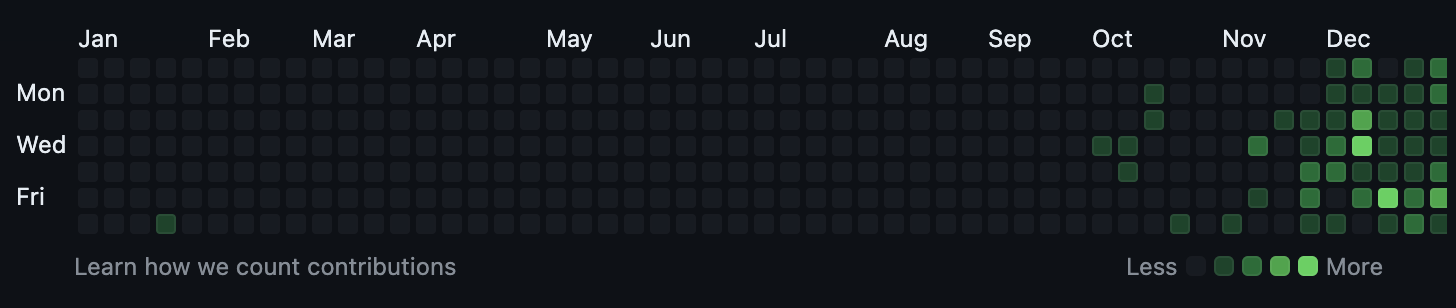 Jan Feb Mar Apr May Jun Jul Aug Sep Oct Nov Dec
Mon
Wed
Fri
Learn how we count contributions Less More